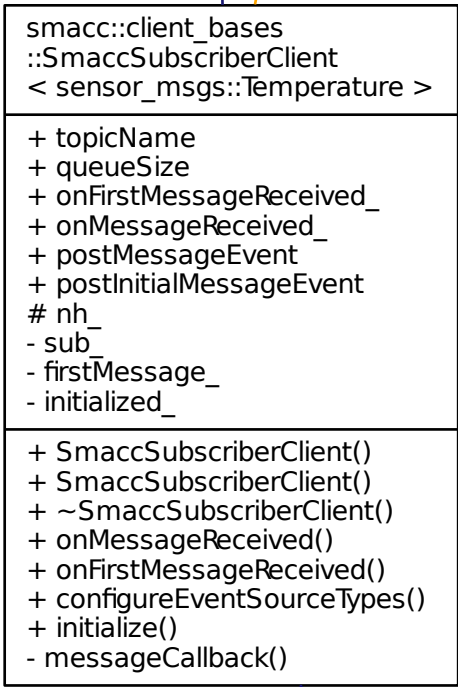 smacc::client_bases
::SmaccSubscriberClient
< sensor_msgs::Temperature >
+ topicName
+ queueSize
+ onFirstMessageReceived_
+ onMessageReceived_
+ postMessageEvent
+ postInitialMessageEvent
# nh_
- sub_
- firstMessage_
- initialized_
+ SmaccSubscriberClient()
+ SmaccSubscriberClient()
+ ~SmaccSubscriberClient()
+ onMessageReceived()
+ onFirstMessageReceived()
+ configureEventSourceTypes()
+ initialize()
- messageCallback()